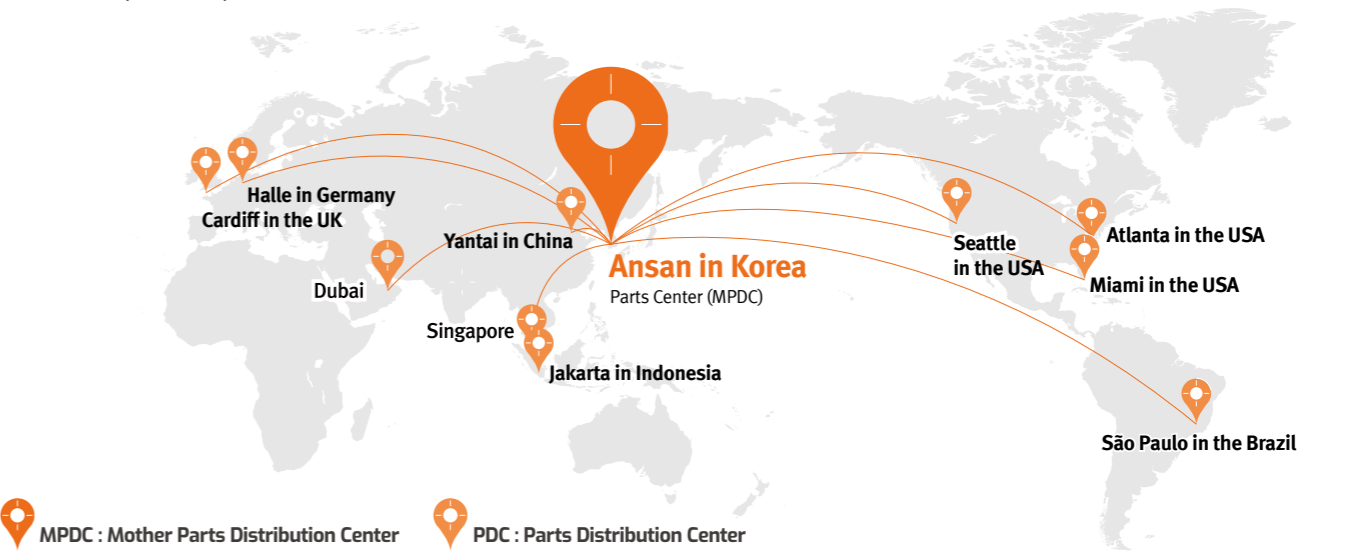 Halle in Germany
Cardiff in the UK
Yantai in China
Dubai
Ansan in Korea
Parts Center (MPDC)
Singapore
Jakarta in Indonesia
Seattle
in the USA
Atlanta in the USA
Miami in the USA
São Paulo in the Brazil
MPDC : Mother Parts Distribution Center
PDC : Parts Distribution Center